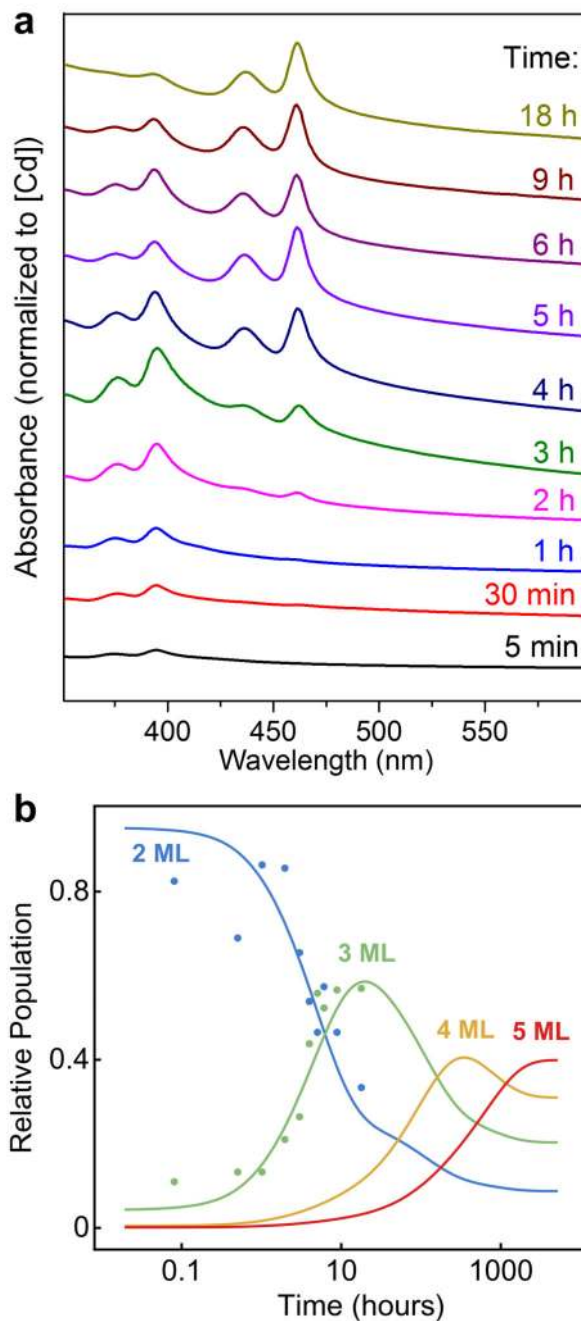 a
Absorbance (normalized to [Cd])
Time:
18 h
9 h
6 h
5 h
4 h
3 h
2 h
1 h
30 min
5 min
400 450 500 550
Wavelength (nm)
b
Relative Population
0.8
0.4
0
2 ML
3 ML
4 ML
5 ML
0.1 10 1000
Time (hours)